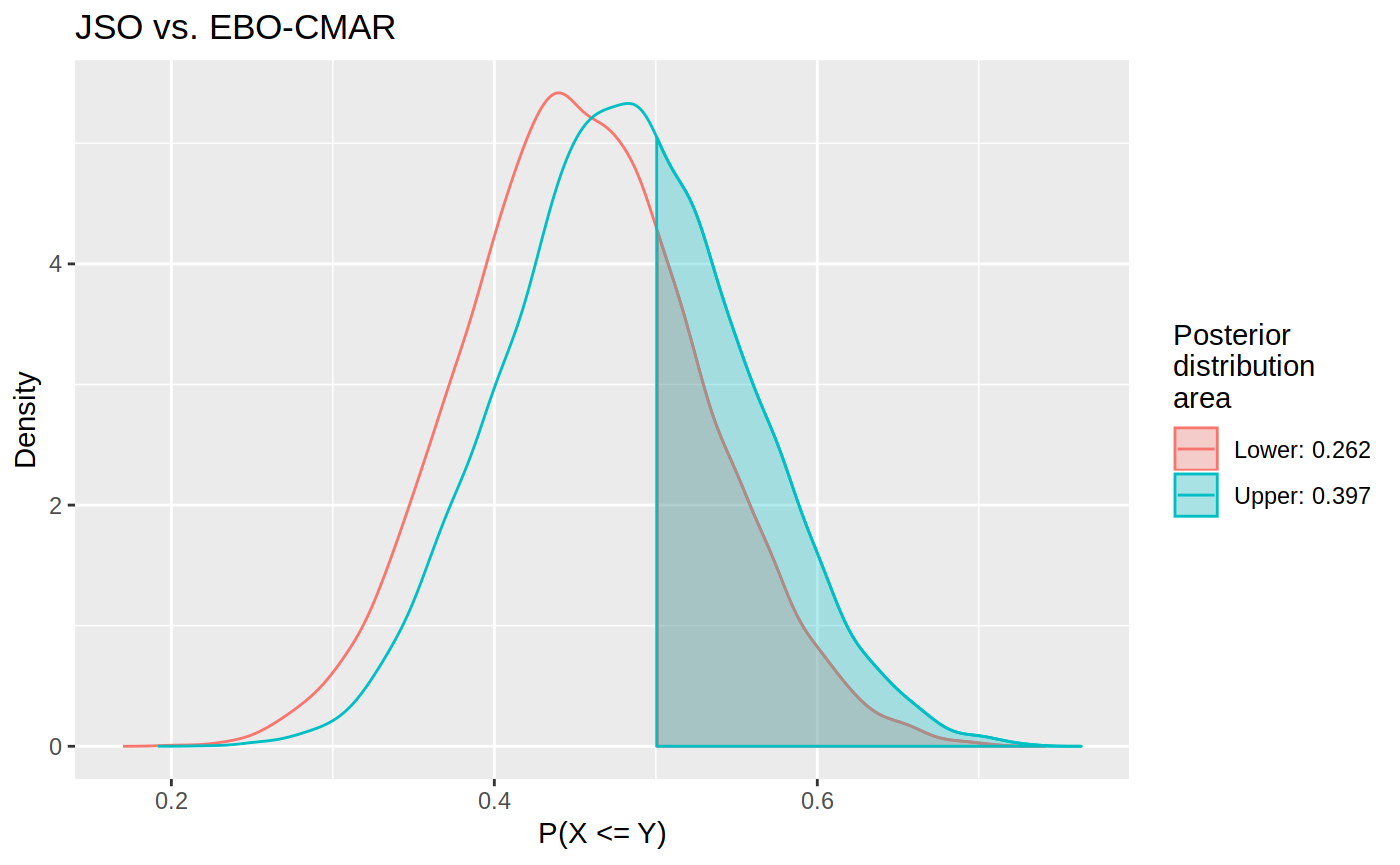 JSO vs. EBO-CMAR
Density
4
2
0
0.2
0.4
0.6
P(X <= Y)
Posterior
distribution
area
Lower: 0.262
Upper: 0.397